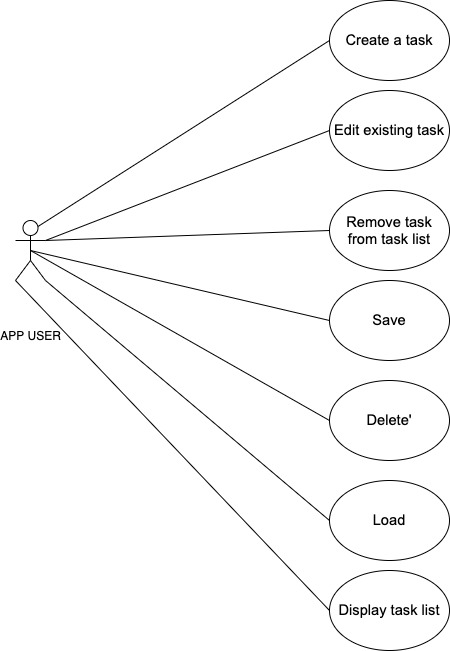 Create a task
Edit existing task
Remove task
from task list
Save
APP USER
Delete'
Load
Display task list